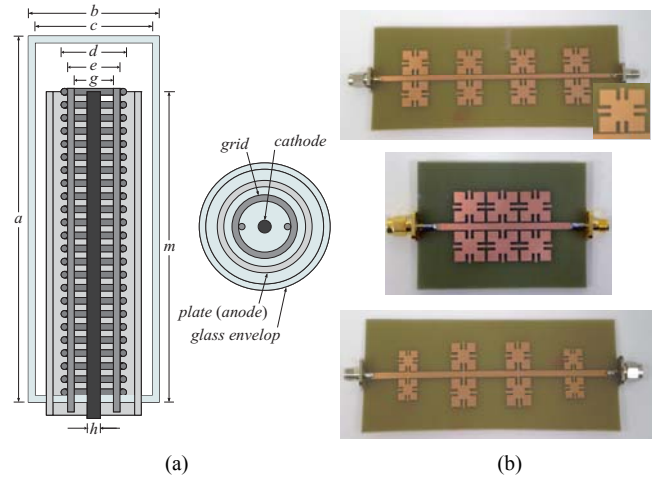 b
c
d
e
g
a
m
h
grid
cathode
plate (anode)
glass envelop
(a)
(b)